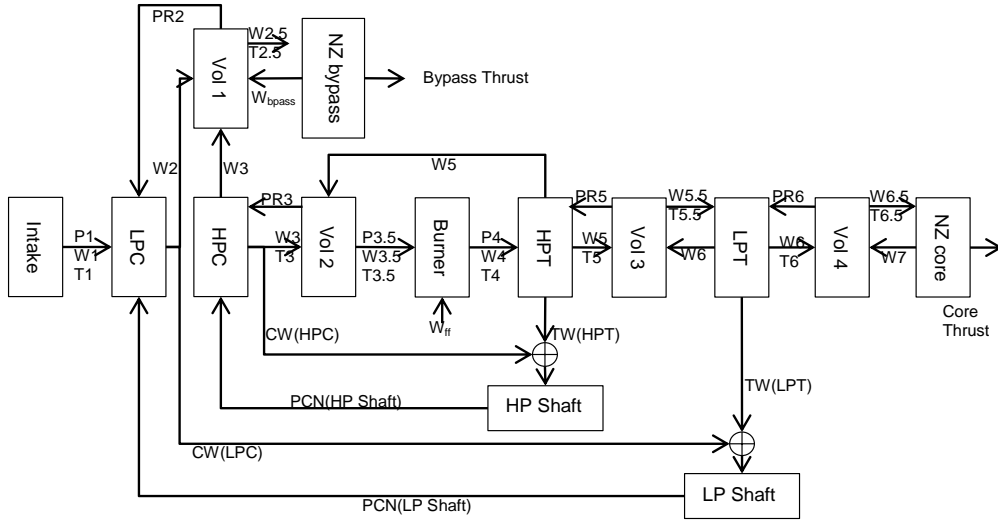 PR2
W2.5
T2.5
Vol 1
NZ bypass
Bypass Thrust
W bpass
W2
W3
W5
Intake
P1
W1
T1
LPC
HPC
PR3
W3
T3
Vol 2
P3.5
W3.5
T3.5
Burner
P4
W4
T4
HPT
PR5
W5
T5
Vol 3
W5.5
T5.5
W6
LPT
PR6
W6
T6
Vol 4
W6.5
T6.5
W7
NZ core
Core
Thrust
W ff
CW(HPC)
TW(HPT)
TW(LPT)
PCN(HP Shaft)
HP Shaft
CW(LPC)
PCN(LP Shaft)
LP Shaft